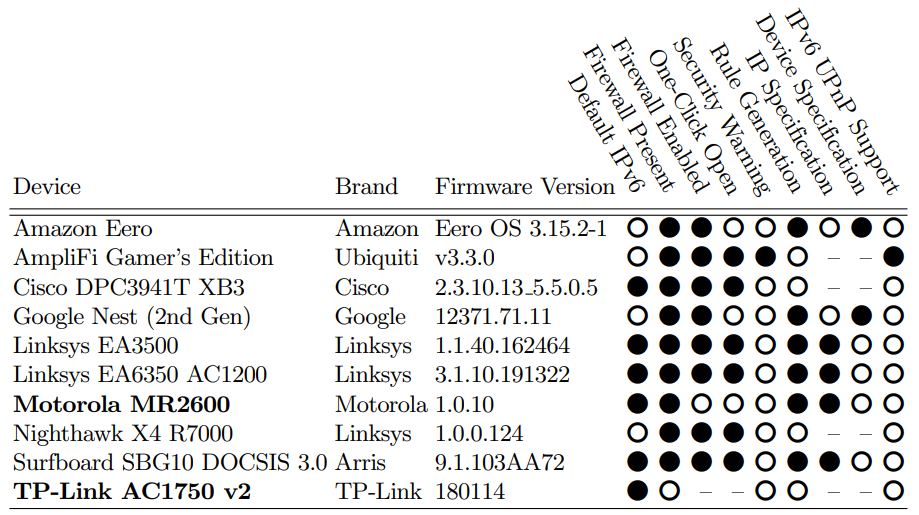 Default IPv6
Firewall Present
Firewall Enabled
One-Click Open
Security Warning
Rule Generation
IP Specification
Device Specification
IPv6 UPnP Support
Device Brand Firmware Version
Amazon Eero Amazon Eero OS 3.15.2-1 ○ ● ● ○ ○ ● ○ ● ○
AmpliFi Gamer's Edition Ubiquiti v3.3.0 ○ ● ● ● ● ○ – – ●
Cisco DPC3941T XB3 Cisco 2.3.10.13_5.5.0.5 ● ● ● ● ○ ○ – – ○
Google Nest (2nd Gen) Google 12371.71.11 ○ ● ● ○ ○ ● ○ ● ○
Linksys EA3500 Linksys 1.1.40.162464 ● ● ● ● ○ ● ● ○ ○
Linksys EA6350 AC1200 Linksys 3.1.10.191322 ● ● ● ● ○ ● ● ○ ○
Motorola MR2600 Motorola 1.0.10 ● ● ○ ○ ○ ● ● ○ ○
Nighthawk X4 R7000 Linksys 1.0.0.124 ○ ● ● ● ○ ○ – – ○
Surfboard SBG10 DOCSIS 3.0 Arris 9.1.103AA72 ● ● ● ● ○ ● ● ○ ○
TP-Link AC1750 v2 TP-Link 180114 ● ○ – – ○ ○ – – ○